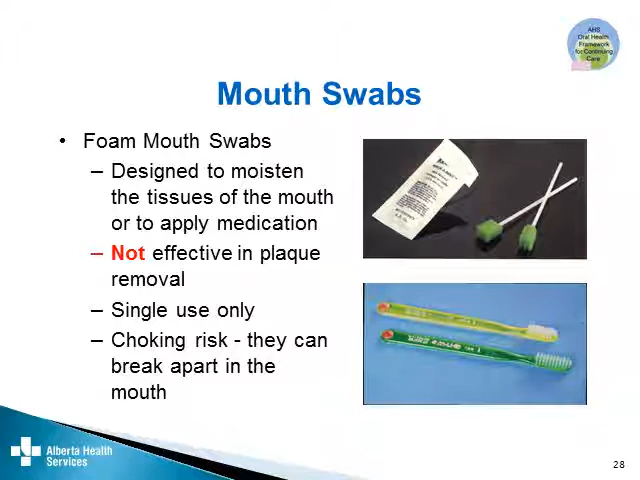 AHS
Oral Health
Framework
for Continuing
Care
Mouth Swabs
• Foam Mouth Swabs
– Designed to moisten
the tissues of the mouth
or to apply medication
– Not effective in plaque
removal
– Single use only
– Choking risk - they can
break apart in the
mouth
Alberta Health
Services
28